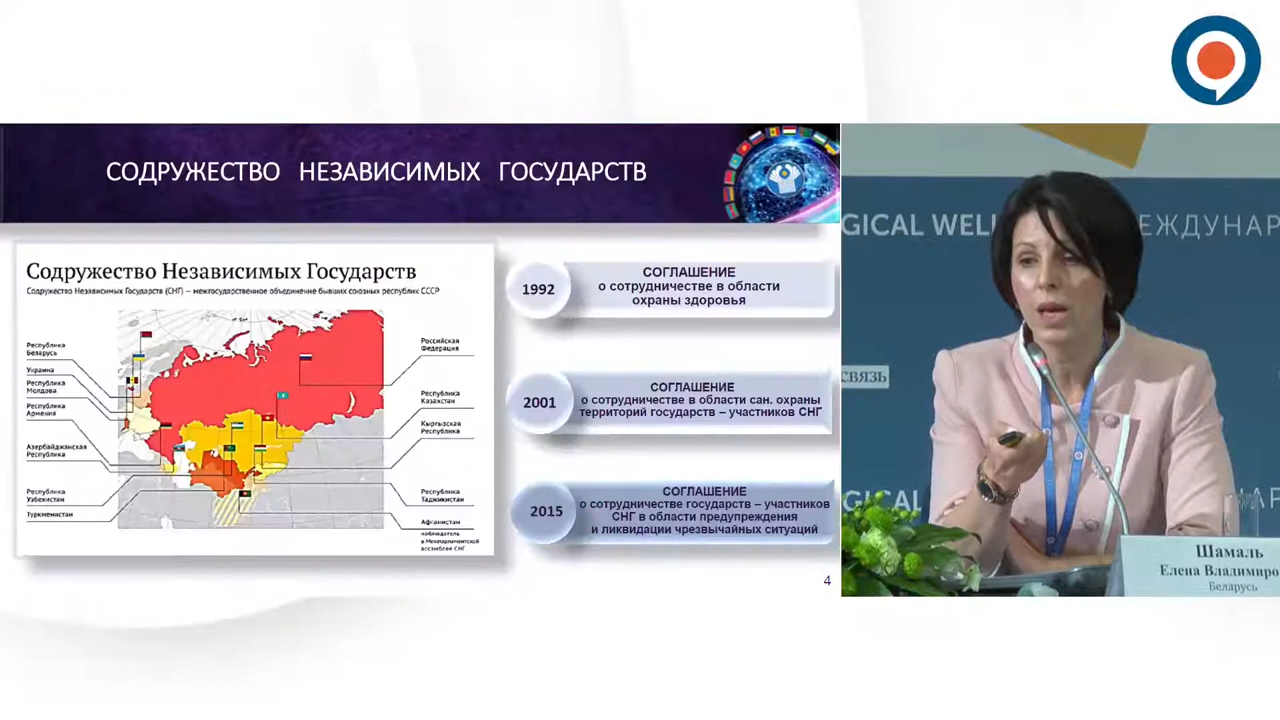 СОДРУЖЕСТВО НЕЗАВИСИМЫХ ГОСУДАРСТВ
Содружество Независимых Государств
Содружество Независимых Государств (СНГ) – межгосударственное объединение бывших союзных республик СССР
Республика
Беларусь
Украина
Республика
Молдова
Республика
Армения
Азербайджанская
Республика
Республика
Узбекистан
Туркменистан
Российская
Федерация
Республика
Казахстан
Кыргызская
Республика
Республика
Таджикистан
Афганистан
наблюдатель
в Межпарламентской
ассамблее СНГ
1992
СОГЛАШЕНИЕ
о сотрудничестве в области
охраны здоровья
2001
СОГЛАШЕНИЕ
о сотрудничестве в области сан. охраны
территорий государств – участников СНГ
2015
СОГЛАШЕНИЕ
о сотрудничестве государств – участников
СНГ в области предупреждения
и ликвидации чрезвычайных ситуаций
4
GICAL WEL
ЕЖДУНАР
СВЯЗЬ
GICAL
НАР
Шамаль
Елена Владимиро
Беларусь